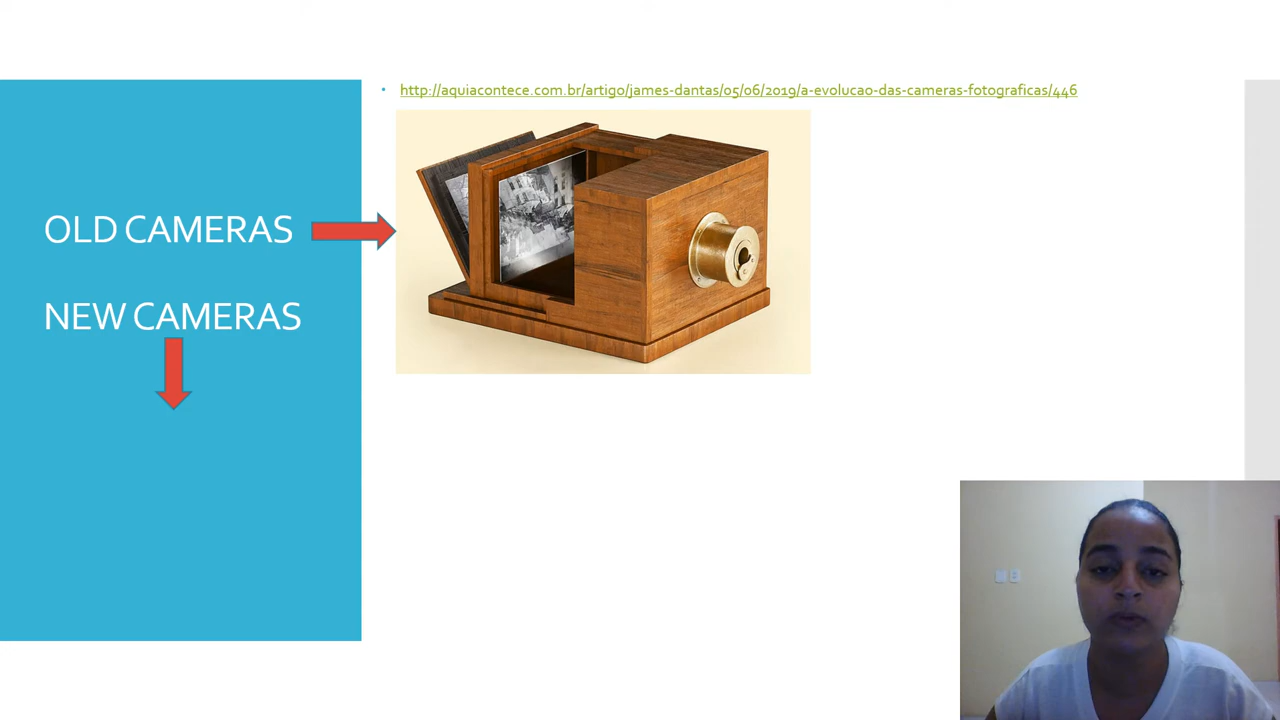 http://aquiacontece.com.br/artigo/james-dantas/05/06/2019/a-evolucao-das-cameras-fotograficas/446
OLD CAMERAS
NEW CAMERAS